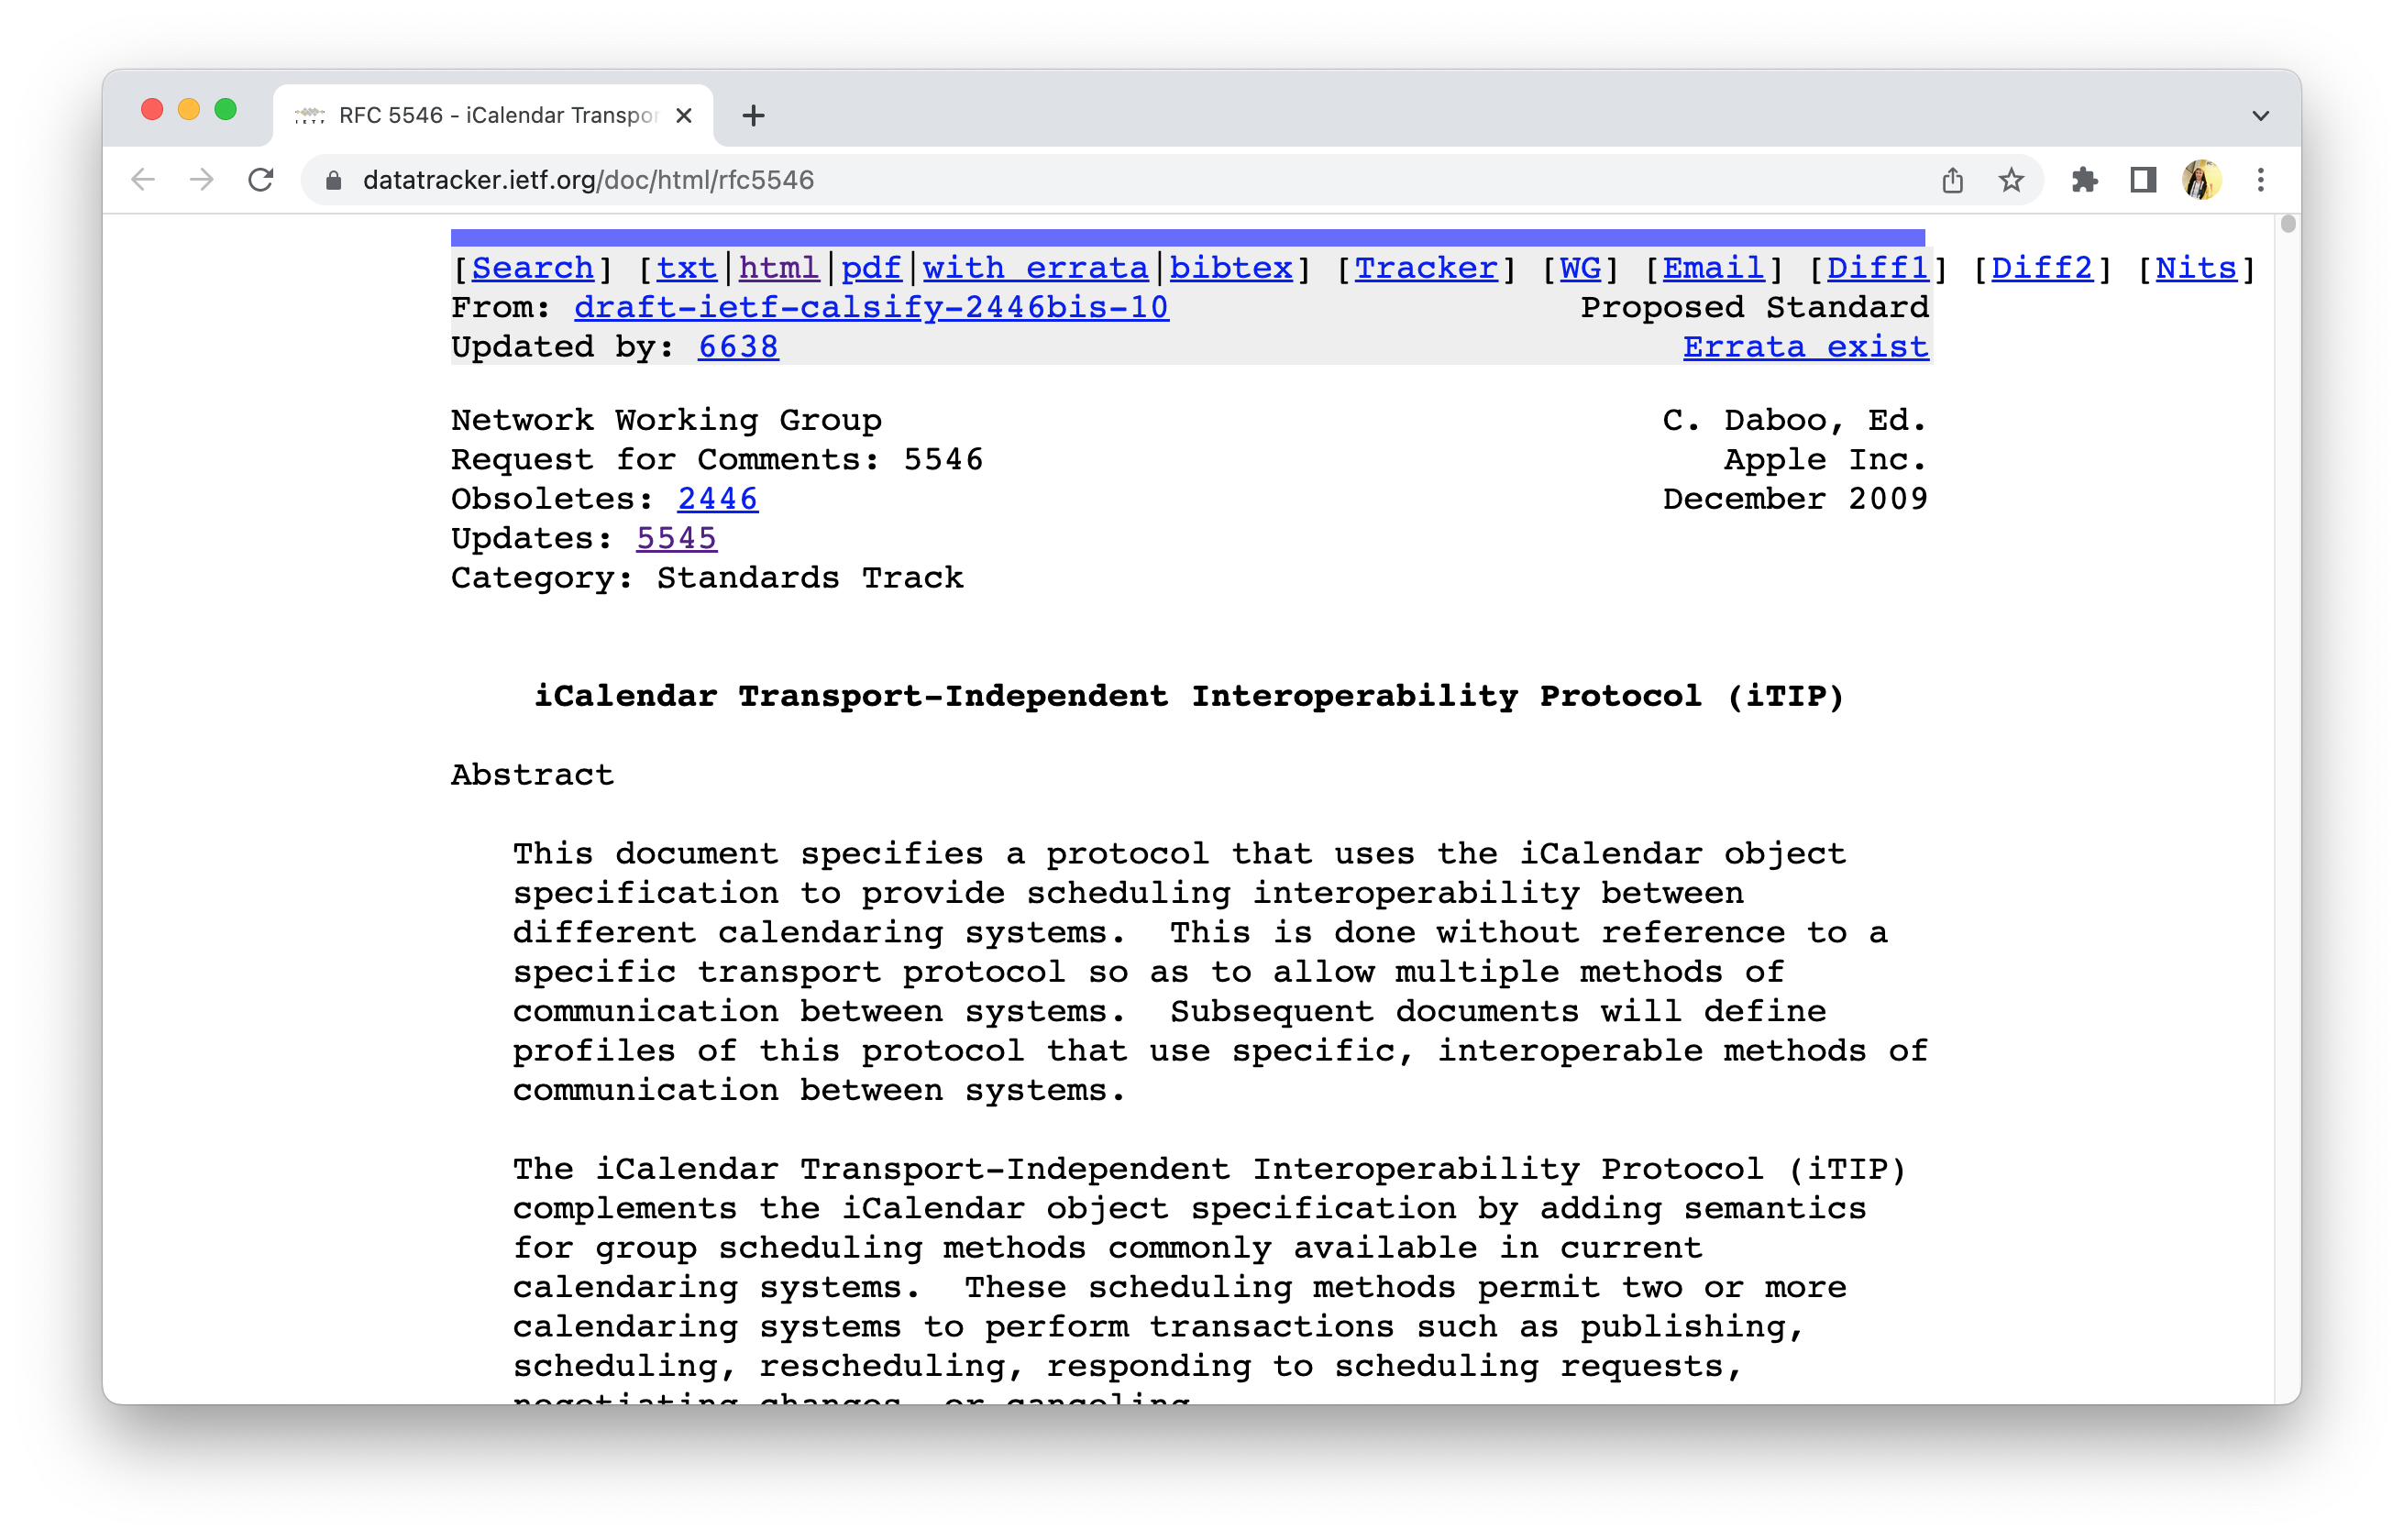 RFC 5546 - iCalendar Transpor
datatracker.ietf.org/doc/html/rfc5546
[Search] [txt|html|pdf|with errata|bibtex] [Tracker] [WG] [Email] [Diff1] [Diff2] [Nits]
From: draft-ietf-calsify-2446bis-10 Proposed Standard
Updated by: 6638 Errata exist
Network Working Group C. Daboo, Ed.
Request for Comments: 5546 Apple Inc.
Obsoletes: 2446 December 2009
Updates: 5545
Category: Standards Track
iCalendar Transport-Independent Interoperability Protocol (iTIP)
Abstract
This document specifies a protocol that uses the iCalendar object
specification to provide scheduling interoperability between
different calendaring systems.  This is done without reference to a
specific transport protocol so as to allow multiple methods of
communication between systems.  Subsequent documents will define
profiles of this protocol that use specific, interoperable methods of
communication between systems.
The iCalendar Transport-Independent Interoperability Protocol (iTIP)
complements the iCalendar object specification by adding semantics
for group scheduling methods commonly available in current
calendaring systems.  These scheduling methods permit two or more
calendaring systems to perform transactions such as publishing,
scheduling, rescheduling, responding to scheduling requests,
negotiating changes, or canceling.